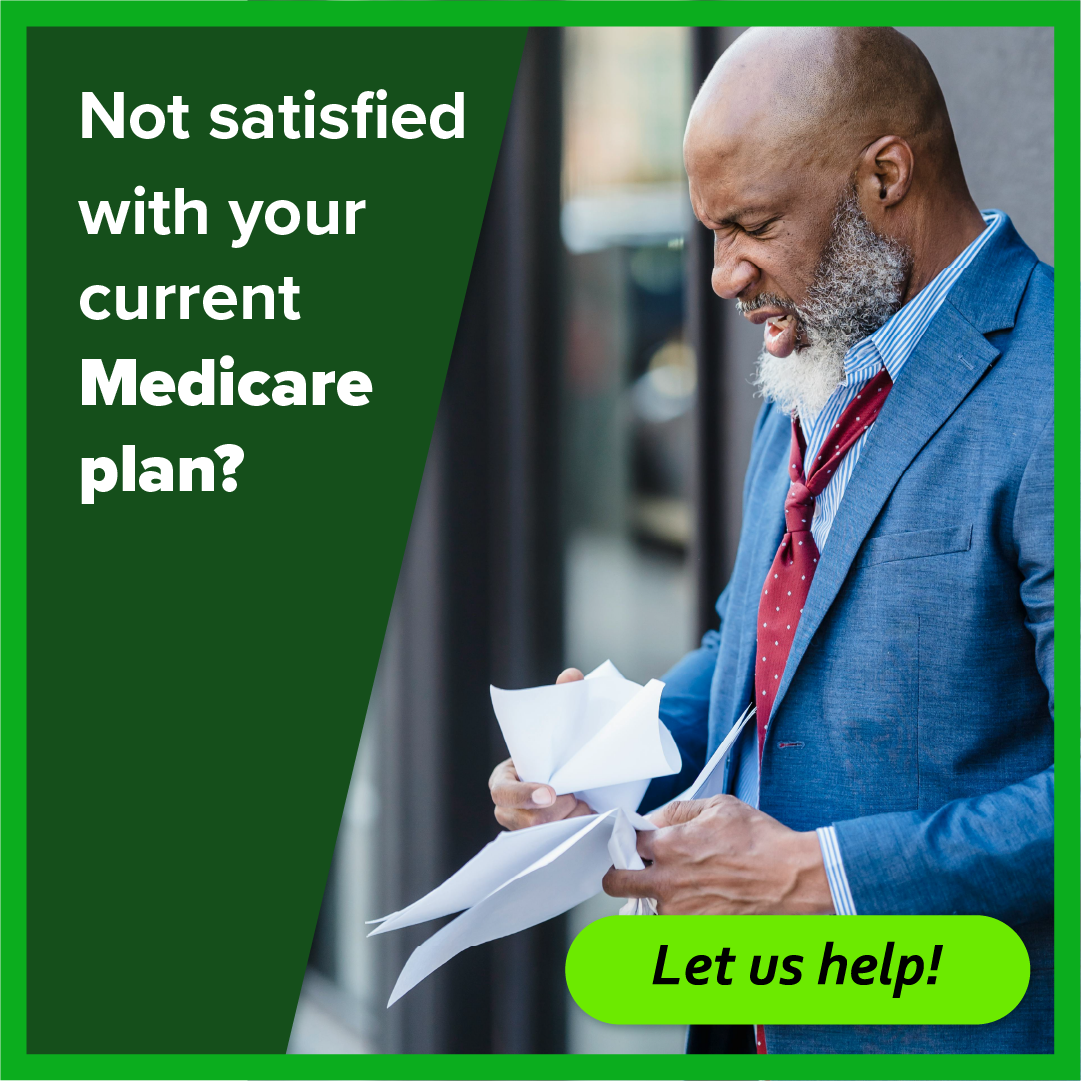 Not satisfied
with your
current
Medicare
plan?
Let us help!